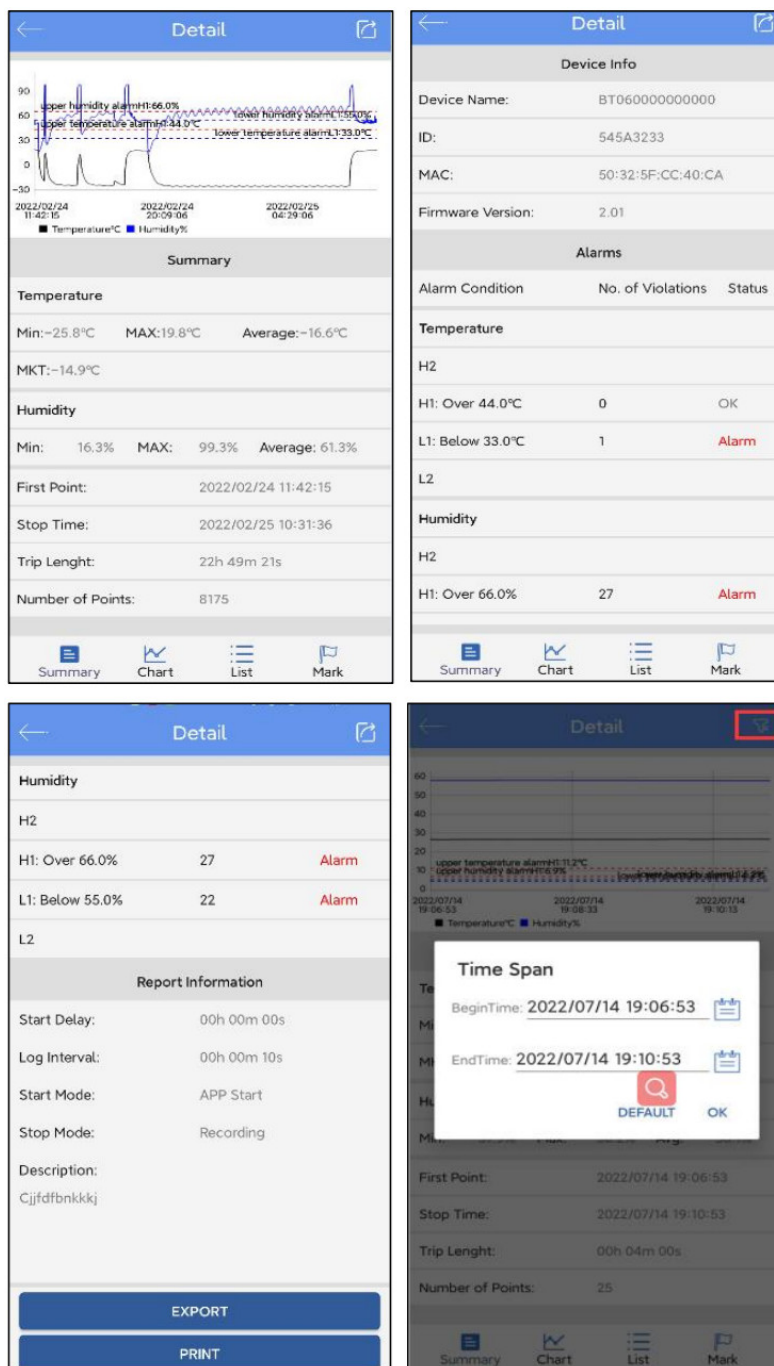 Detail
90
60
30
0
-30
upper humidity alarmH1:66.0%
lower humidity alarmL1:55.0%
upper temperature alarmH1:44.0℃
lower temperature alarmL1:33.0℃
2022/02/24 11:42:15
2022/02/24 20:09:06
2022/02/25 04:29:06
Temperature℃ Humidity%
Summary
Temperature
Min:-25.8℃ MAX:19.8℃ Average:-16.6℃
MKT:-14.9℃
Humidity
Min: 16.3% MAX: 99.3% Average: 61.3%
First Point: 2022/02/24 11:42:15
Stop Time: 2022/02/25 10:31:36
Trip Lenght: 22h 49m 21s
Number of Points: 8175
Summary Chart List Mark
Detail
Device Info
Device Name: BT060000000000
ID: 545A3233
MAC: 50:32:5F:CC:40:CA
Firmware Version: 2.01
Alarms
Alarm Condition No. of Violations Status
Temperature
H2
H1: Over 44.0℃ 0 OK
L1: Below 33.0℃ 1 Alarm
L2
Humidity
H2
H1: Over 66.0% 27 Alarm
Summary Chart List Mark
Detail
Humidity
H2
H1: Over 66.0% 27 Alarm
L1: Below 55.0% 22 Alarm
L2
Report Information
Start Delay: 00h 00m 00s
Log Interval: 00h 00m 10s
Start Mode: APP Start
Stop Mode: Recording
Description:
Cjjfdfbnkkkj
EXPORT
PRINT
Detail
60
50
40
30
20
10
0
upper temperature alarmH1:11.2℃
upper humidity alarmH1:6.9%
2022/07/14 19:06:53
2022/07/14 19:08:33
2022/07/14 19:10:13
Temperature℃ Humidity%
Time Span
BeginTime: 2022/07/14 19:06:53
EndTime: 2022/07/14 19:10:53
DEFAULT OK
First Point: 2022/07/14 19:06:53
Stop Time: 2022/07/14 19:10:53
Trip Lenght: 00h 04m 00s
Number of Points: 25
Summary Chart List Mark